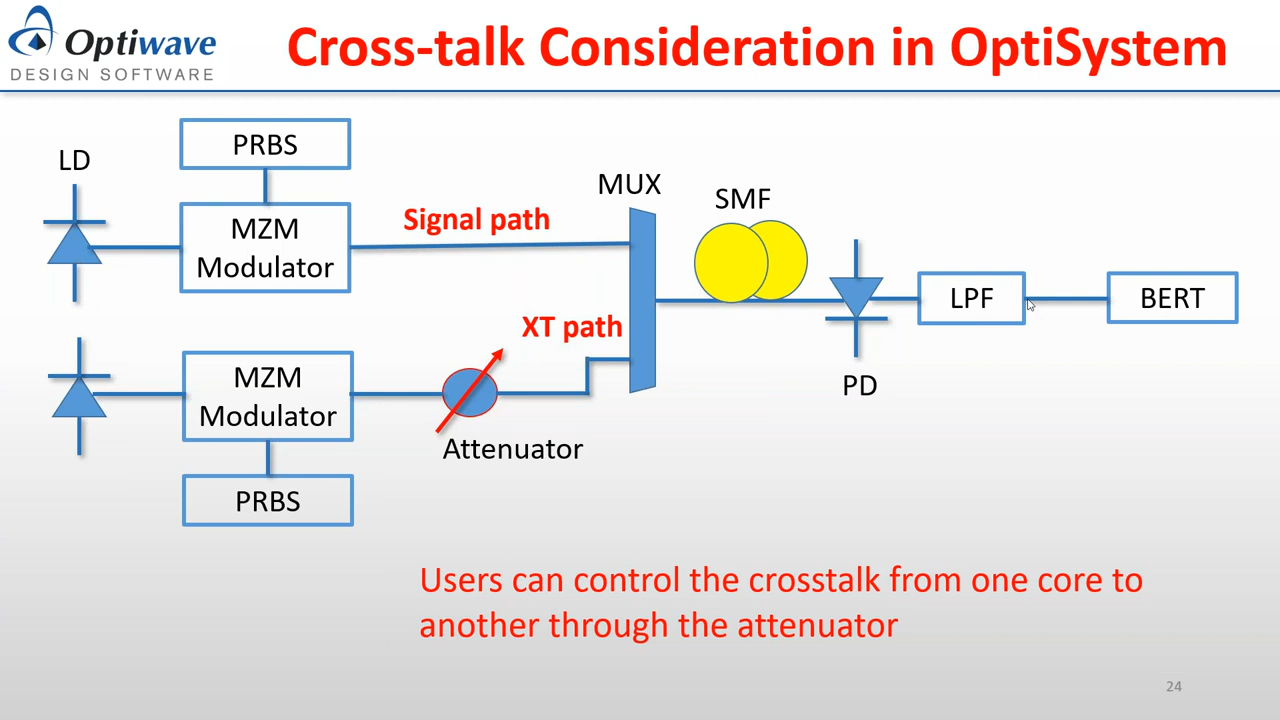 Optiwave
DESIGN SOFTWARE
Cross-talk Consideration in OptiSystem
LD
PRBS
MZM
Modulator
Signal path
MUX
SMF
XT path
LPF
BERT
PD
MZM
Modulator
Attenuator
PRBS
Users can control the crosstalk from one core to
another through the attenuator
24